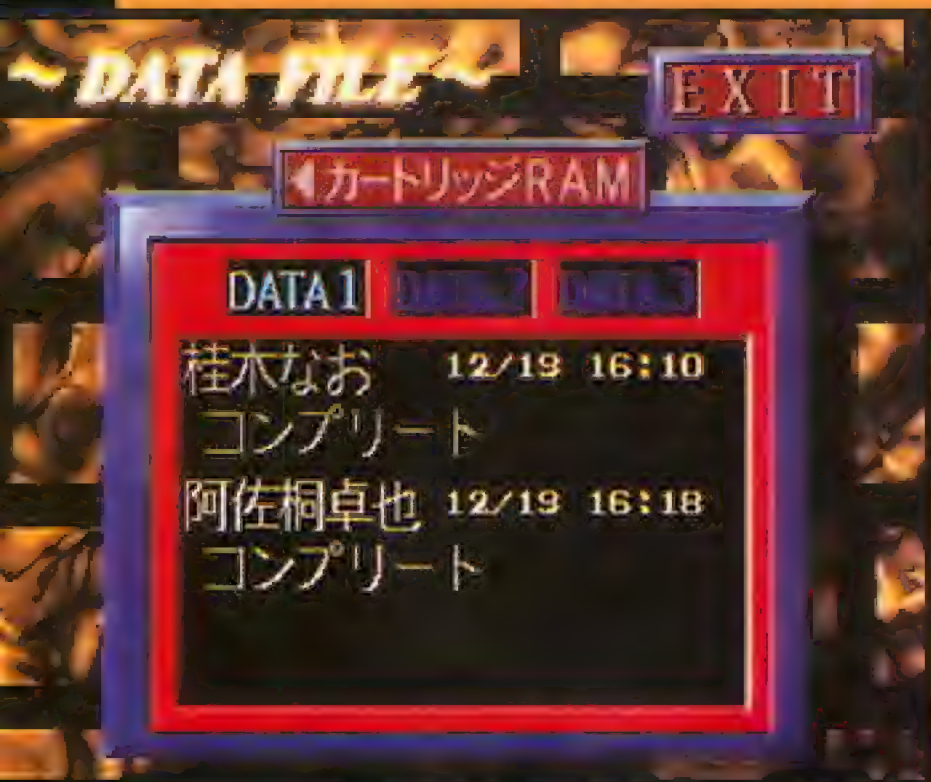 ~ DATA FILE ~
EXIT
◀カートリッジRAM
DATA1 DATA2 DATA3
桂木なお 12/19 16:10
コンプリート
阿佐桐卓也 12/19 16:18
コンプリート